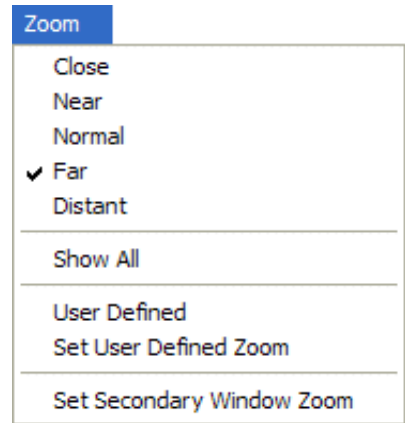 Zoom
Close
Near
Normal
Far
Distant
Show All
User Defined
Set User Defined Zoom
Set Secondary Window Zoom